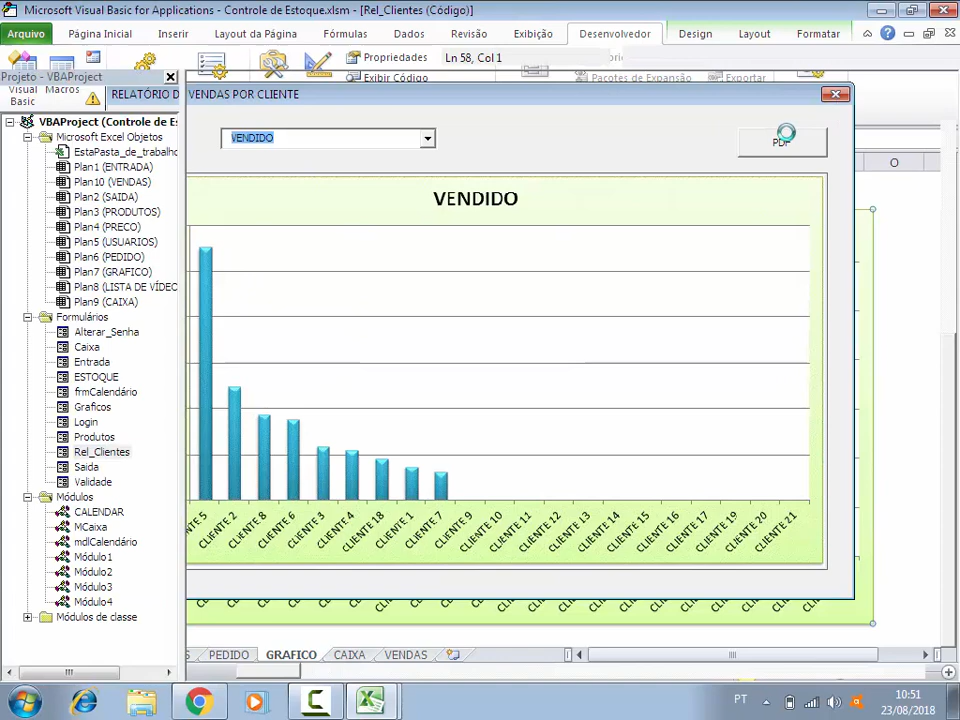 Microsoft Visual Basic for Applications - Controle de Estoque.xlsm - [Rel_Clientes (Código)]
Arquivo Página Inicial Inserir Layout da Página Fórmulas Dados Revisão Exibição Desenvolvedor Design Layout Formatar
Propriedades Ln 58, Col 1
Exibir Código Pacotes de Expansão Exportar
Projeto - VBAProject
Visual Basic Macros
RELATÓRIO D VENDAS POR CLIENTE
VBAProject (Controle de Es
Microsoft Excel Objetos
EstaPasta_de_trabalho
Plan1 (ENTRADA)
Plan10 (VENDAS)
Plan2 (SAIDA)
Plan3 (PRODUTOS)
Plan4 (PRECO)
Plan5 (USUARIOS)
Plan6 (PEDIDO)
Plan7 (GRAFICO)
Plan8 (LISTA DE VÍDEO
Plan9 (CAIXA)
Formulários
Alterar_Senha
Caixa
Entrada
ESTOQUE
frmCalendário
Graficos
Login
Produtos
Rel_Clientes
Saida
Validade
Módulos
CALENDAR
MCaixa
mdlCalendário
Módulo1
Módulo2
Módulo3
Módulo4
Módulos de classe
VENDIDO
PDF
O
VENDIDO
CLIENTE 5 CLIENTE 2 CLIENTE 8 CLIENTE 6 CLIENTE 3 CLIENTE 4 CLIENTE 18 CLIENTE 1 CLIENTE 7 CLIENTE 9 CLIENTE 10 CLIENTE 11 CLIENTE 12 CLIENTE 13 CLIENTE 14 CLIENTE 15 CLIENTE 16 CLIENTE 17 CLIENTE 19 CLIENTE 20 CLIENTE 21
S PEDIDO GRAFICO CAIXA VENDAS
PT 10:51
23/08/2018